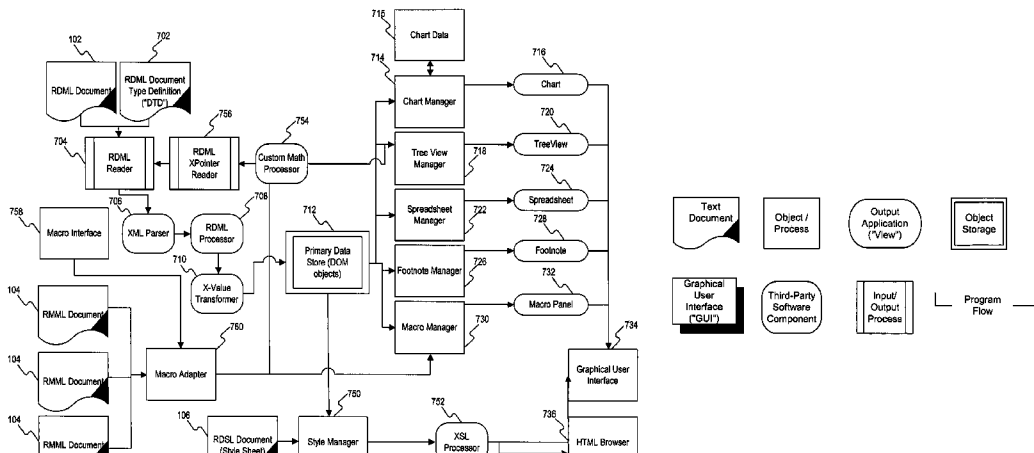 102
702
RDML Document
RDML Document
Type Definition
("DTD")
704
RDML
Reader
756
RDML
XPointer
Reader
754
Custom Math
Processor
715
Chart Data
714
Chart Manager
716
Chart
Tree View
Manager
718
720
TreeView
Spreadsheet
Manager
722
724
Spreadsheet
728
Footnote
Footnote Manager
726
732
Macro Panel
Macro Manager
730
758
Macro Interface
706
XML Parser
708
RDML
Processor
710
X-Value
Transformer
712
Primary Data
Store (DOM
objects)
104
RMML Document
104
RMML Document
104
RMML Document
760
Macro Adapter
106
RDSL Document
(Style Sheet)
750
Style Manager
752
XSL
Processor
734
Graphical User
Interface
736
HTML Browser
Text
Document
Object /
Process
Output
Application
("View")
Object
Storage
Graphical
User
Interface
("GUI")
Third-Party
Software
Component
Input/
Output
Process
Program
Flow